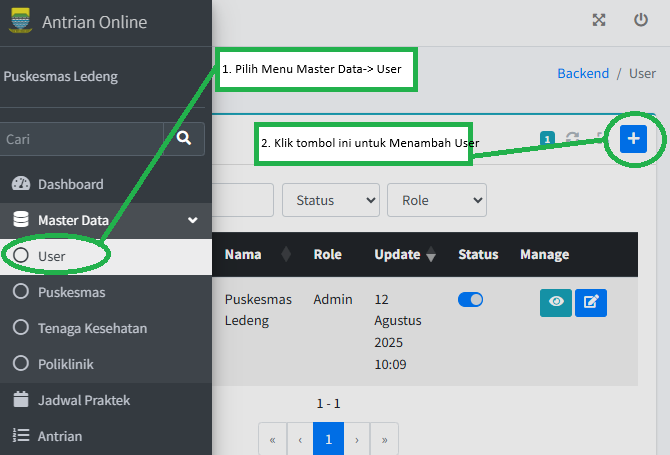 Antrian Online
Puskesmas Ledeng
1. Pilih Menu Master Data-> User
Backend / User
Cari
2. Klik tombol ini untuk Menambah User
1
+
Dashboard
Master Data
Status
Role
User
Nama Role Update Status Manage
Puskesmas
Tenaga Kesehatan
Poliklinik
Jadwal Praktek
Antrian
Puskesmas
Ledeng
Admin
12
Agustus
2025
10:09
1 - 1
« ‹ 1 › »